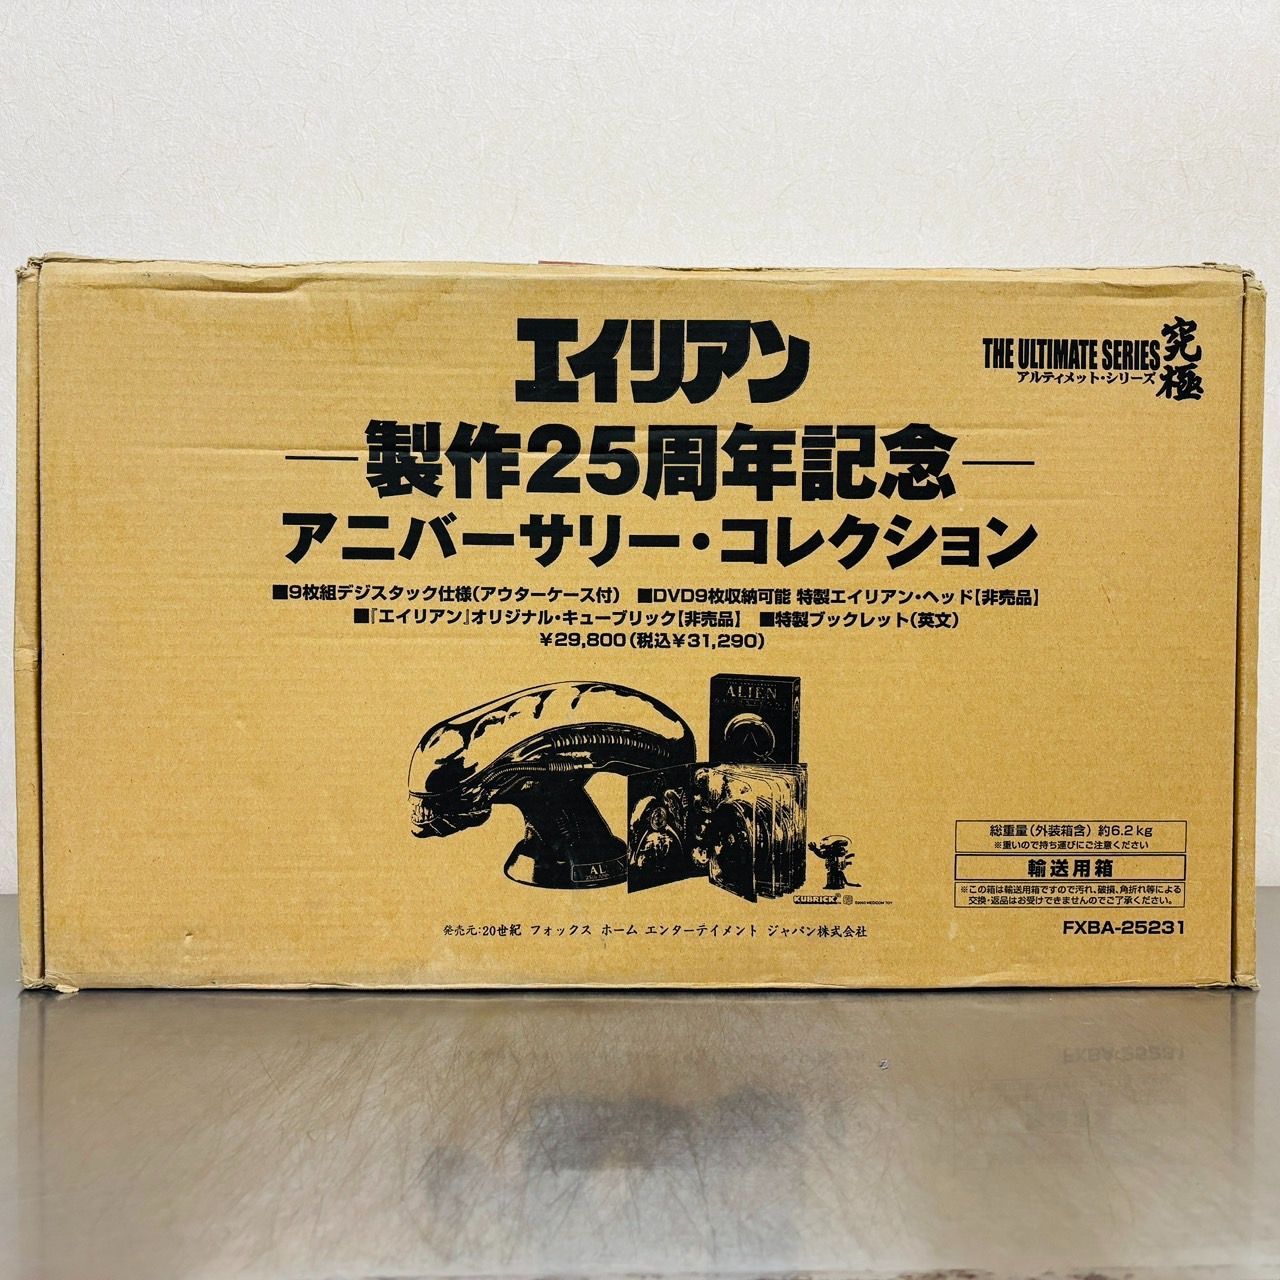 エイリアン
THE ULTIMATE SERIES 究極
アルティメット・シリーズ
製作25周年記念
アニバーサリー・コレクション
■9枚組デジスタック仕様(アウターケース付) ■DVD9枚収納可能 特製エイリアン・ヘッド【非売品】
■『エイリアン』オリジナル・キューブリック【非売品】 ■特製ブックレット(英文)
￥29,800(税込￥31,290)
ALIEN
AL
KUBRICK
総重量(外装箱含) 約6.2kg
※重いので持ち運びにご注意ください
輸送用箱
※この箱は輸送用箱ですので汚れ、破損、角折れ等による
交換・返品はお受けできませんのでご了承ください。
発売元:20世紀 フォックス ホーム エンターテイメント ジャパン株式会社
FXBA-25231